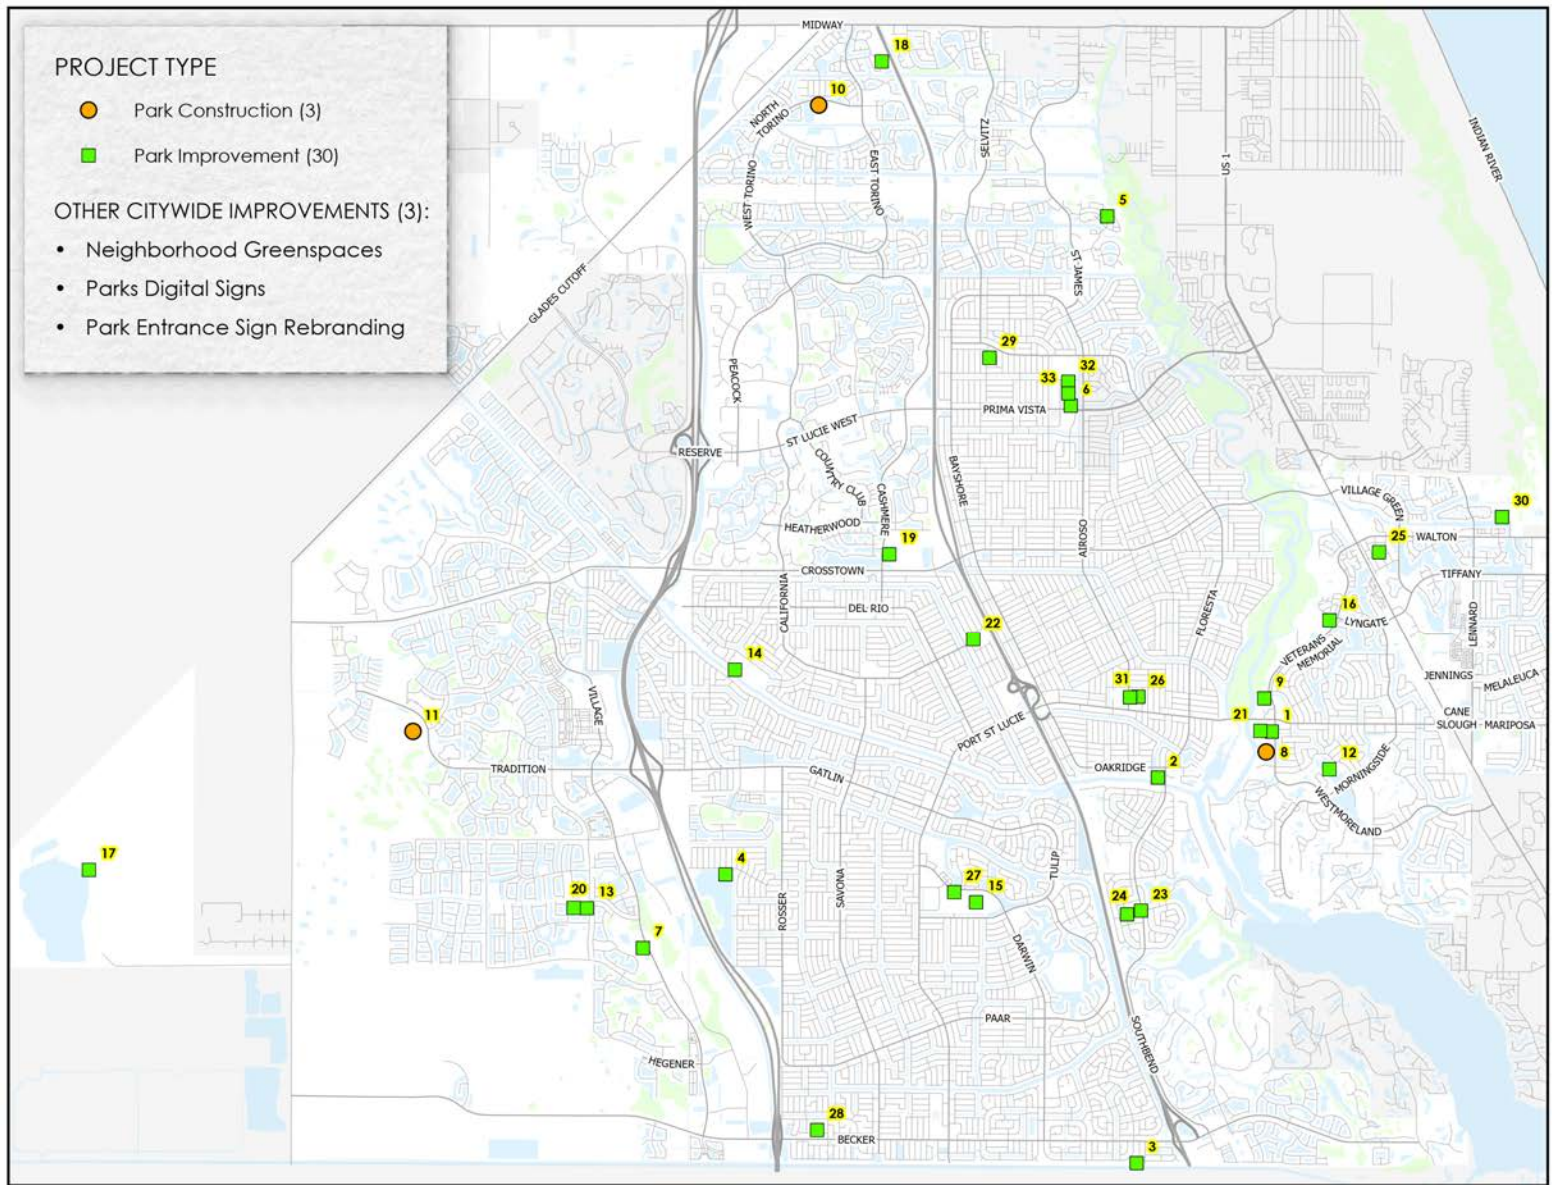 PROJECT TYPE
Park Construction (3)
Park Improvement (30)
OTHER CITYWIDE IMPROVEMENTS (3):
• Neighborhood Greenspaces
• Parks Digital Signs
• Park Entrance Sign Rebranding
MIDWAY
18
10
NORTH
TORINO
SELVITZ
INDIAN RIVER
US 1
WEST TORINO
EAST TORINO
5
ST JAMES
GLADES CUTOFF
29
PEACOCK
32
33
6
PRIMA VISTA
ST LUCIE WEST
RESERVE
COUNTRY CLUB
CASHMERE
BAYSHORE
VILLAGE
GREEN
30
HEATHERWOOD
AIROSO
25
WALTON
19
CROSSTOWN
TIFFANY
CALIFORNIA
DEL RIO
FLORESTA
16
LYNGATE
LENNARD
22
VETERANS
MEMORIAL
14
JENNINGS
MELALEUCA
31
26
9
VILLAGE
11
21
1
CANE
SLOUGH
MARIPOSA
PORT ST LUCIE
8
12
TRADITION
GATLIN
OAKRIDGE
2
MORNINGSIDE
WESTMORELAND
17
4
TULIP
SAVONA
27
15
20
13
ROSSER
24
23
7
DARWIN
PAAR
SOUTHBEND
HEGENER
28
BECKER
3